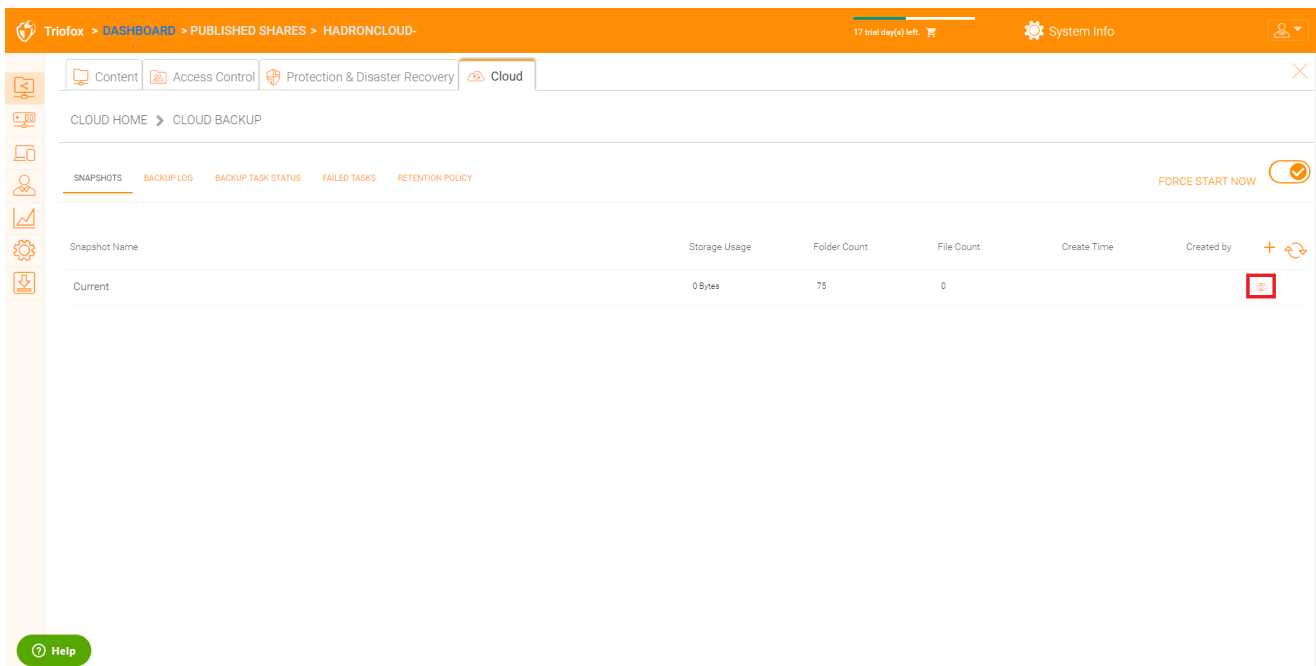 Triofox > DASHBOARD > PUBLISHED SHARES > HADRONCLOUD-
17 trial day(s) left.
System Info
Content
Access Control
Protection & Disaster Recovery
Cloud
CLOUD HOME > CLOUD BACKUP
SNAPSHOTS
BACKUP LOG
BACKUP TASK STATUS
FAILED TASKS
RETENTION POLICY
FORCE START NOW
Snapshot Name
Storage Usage
Folder Count
File Count
Create Time
Created by
Current
0 Bytes
75
0
Help